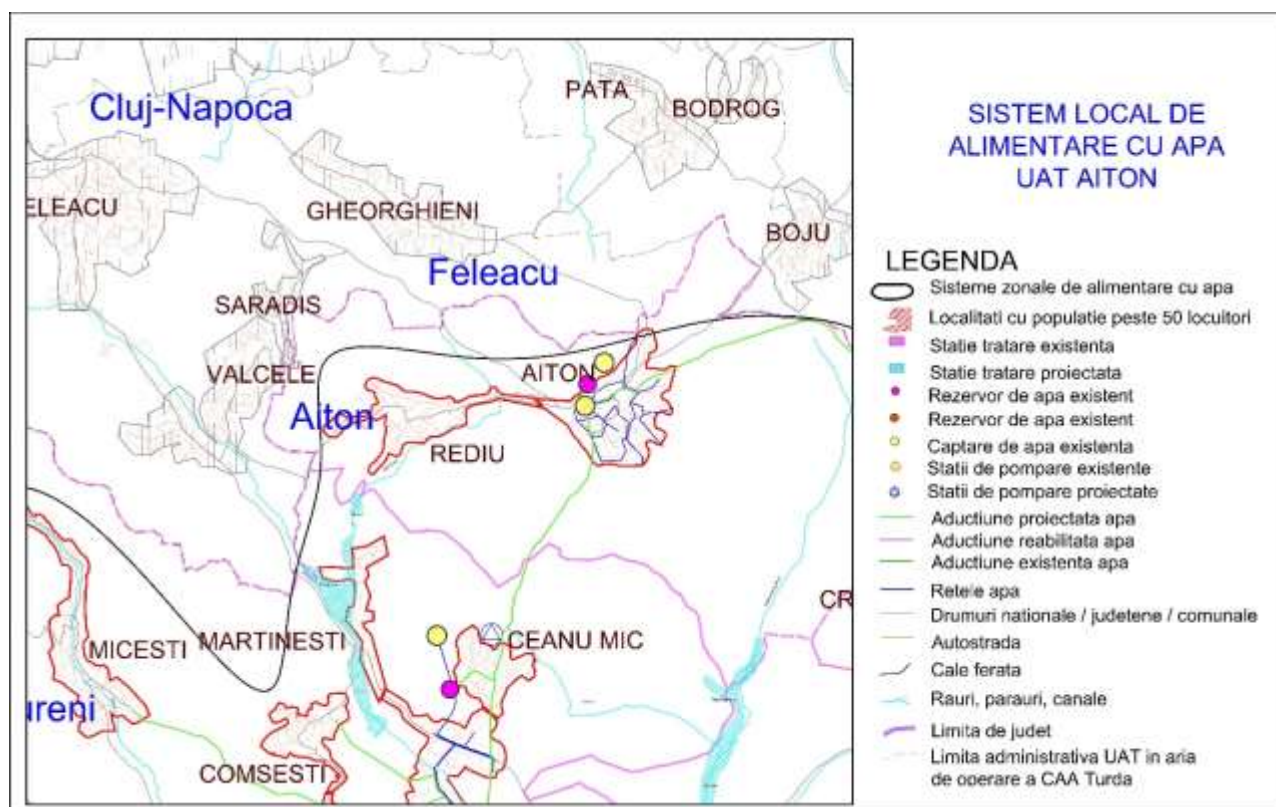 Cluj-Napoca
PATA
BODROG
ELEACU
GHEORGHIENI
BOJU
Feleacu
SARADIS
VALCELE
AITON
Aiton
REDIU
MICESTI
MARTINESTI
CEANU MIC
CR
ureni
COMSESTI
SISTEM LOCAL DE
ALIMENTARE CU APA
UAT AITON
LEGENDA
Sisteme zonale de alimentare cu apa
Localitati cu populatie peste 50 locuitori
Statie tratare existenta
Statie tratare proiectata
Rezervor de apa existent
Rezervor de apa existent
Captare de apa existenta
Statii de pompare existente
Statii de pompare proiectate
Aductiune proiectata apa
Aductiune reabilitata apa
Aductiune existenta apa
Retele apa
Drumuri nationale / judetene / comunale
Autostrada
Cale ferata
Rauri, parauri, canale
Limita de judet
Limita administrativa UAT in aria
de operare a CAA Turda